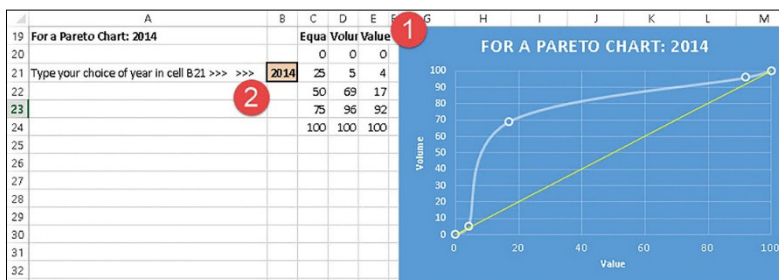 A B C D E G H I J K L M
19 For a Pareto Chart: 2014 Equa Volur Value
20 0 0 0
21 Type your choice of year in cell B21 >>> >>> 2014 25 5 4
22 50 69 17
23 75 96 92
24 100 100 100
25
26
27
28
29
30
31
32
1
2
FOR A PARETO CHART: 2014
100
90
80
70
60
50
40
30
20
10
0
Volume
0 20 40 60 80 100
Value